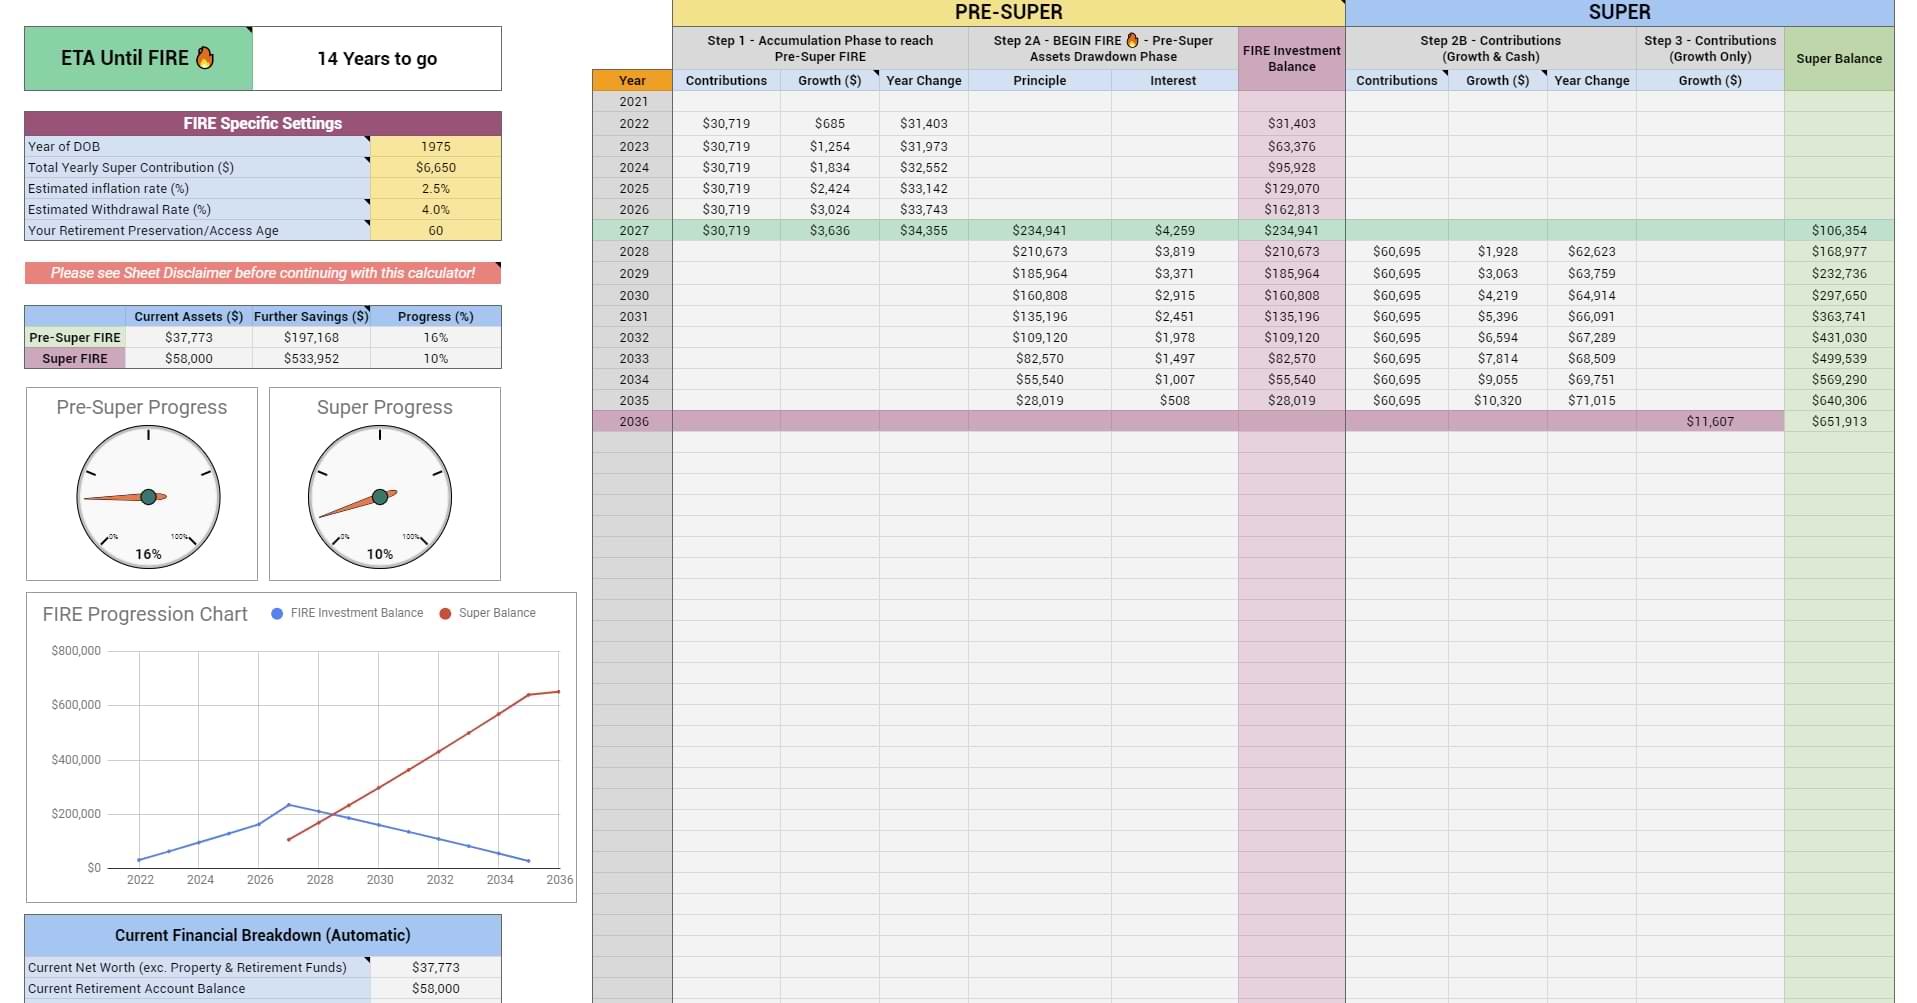 ETA Until FIRE 🔥 14 Years to go
FIRE Specific Settings
Year of DOB 1975
Total Yearly Super Contribution ($) $6,650
Estimated inflation rate (%) 2.5%
Estimated Withdrawal Rate (%) 4.0%
Your Retirement Preservation/Access Age 60
Please see Sheet Disclaimer before continuing with this calculator!
Current Assets ($) Further Savings ($) Progress (%)
Pre-Super FIRE $37,773 $197,168 16%
Super FIRE $58,000 $533,952 10%
Pre-Super Progress
0% 100%
16%
Super Progress
0% 100%
10%
FIRE Progression Chart FIRE Investment Balance Super Balance
$800,000
$600,000
$400,000
$200,000
$0
2022 2024 2026 2028 2030 2032 2034 2036
Current Financial Breakdown (Automatic)
Current Net Worth (exc. Property & Retirement Funds) $37,773
Current Retirement Account Balance $58,000
PRE-SUPER SUPER
Step 1 - Accumulation Phase to reach
Pre-Super FIRE
Step 2A - BEGIN FIRE 🔥 - Pre-Super
Assets Drawdown Phase
FIRE Investment
Balance
Step 2B - Contributions
(Growth & Cash)
Step 3 - Contributions
(Growth Only)
Super Balance
Year Contributions Growth ($) Year Change Principle Interest Contributions Growth ($) Year Change Growth ($)
2021
2022 $30,719 $685 $31,403 $31,403
2023 $30,719 $1,254 $31,973 $63,376
2024 $30,719 $1,834 $32,552 $95,928
2025 $30,719 $2,424 $33,142 $129,070
2026 $30,719 $3,024 $33,743 $162,813
2027 $30,719 $3,636 $34,355 $234,941 $4,259 $234,941 $106,354
2028 $210,673 $3,819 $210,673 $60,695 $1,928 $62,623 $168,977
2029 $185,964 $3,371 $185,964 $60,695 $3,063 $63,759 $232,736
2030 $160,808 $2,915 $160,808 $60,695 $4,219 $64,914 $297,650
2031 $135,196 $2,451 $135,196 $60,695 $5,396 $66,091 $363,741
2032 $109,120 $1,978 $109,120 $60,695 $6,594 $67,289 $431,030
2033 $82,570 $1,497 $82,570 $60,695 $7,814 $68,509 $499,539
2034 $55,540 $1,007 $55,540 $60,695 $9,055 $69,751 $569,290
2035 $28,019 $508 $28,019 $60,695 $10,320 $71,015 $640,306
2036 $11,607 $651,913